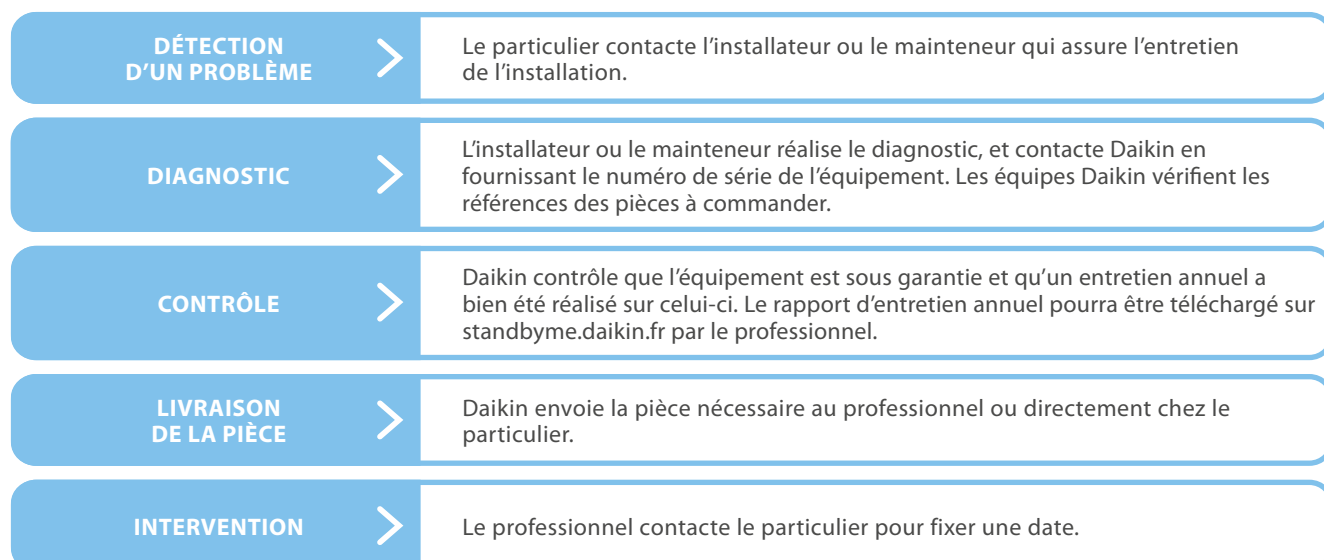 DÉTECTION
D’UN PROBLÈME
Le particulier contacte l’installateur ou le mainteneur qui assure l’entretien
de l’installation.
DIAGNOSTIC
L’installateur ou le mainteneur réalise le diagnostic, et contacte Daikin en
fournissant le numéro de série de l’équipement. Les équipes Daikin vérifient les
références des pièces à commander.
CONTRÔLE
Daikin contrôle que l’équipement est sous garantie et qu’un entretien annuel a
bien été réalisé sur celui-ci. Le rapport d’entretien annuel pourra être téléchargé sur
standbyme.daikin.fr par le professionnel.
LIVRAISON
DE LA PIÈCE
Daikin envoie la pièce nécessaire au professionnel ou directement chez le
particulier.
INTERVENTION
Le professionnel contacte le particulier pour fixer une date.